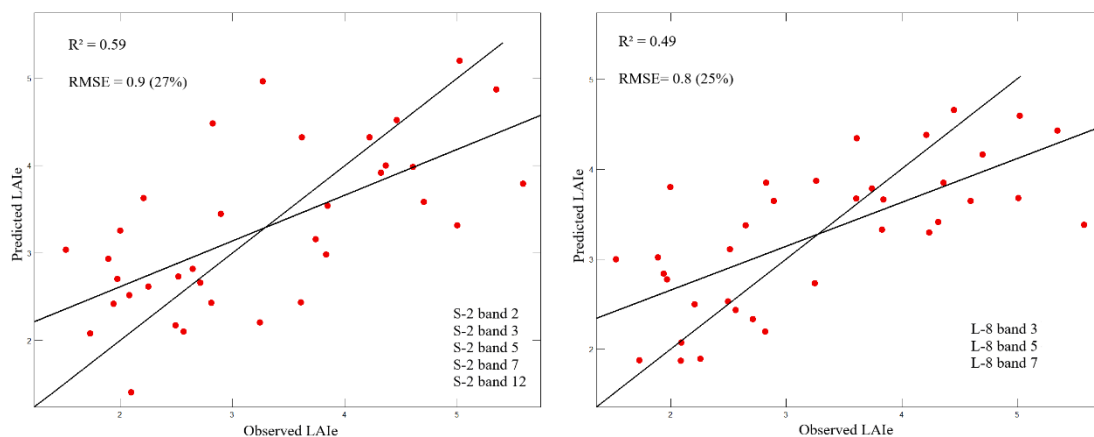 R² = 0.59
RMSE = 0.9 (27%)
5
4
3
2
Predicted LAIe
S-2 band 2
S-2 band 3
S-2 band 5
S-2 band 7
S-2 band 12
2 3 4 5
Observed LAIe
R² = 0.49
RMSE= 0.8 (25%)
5
4
3
2
Predicted LAIe
L-8 band 3
L-8 band 5
L-8 band 7
2 3 4 5
Observed LAIe